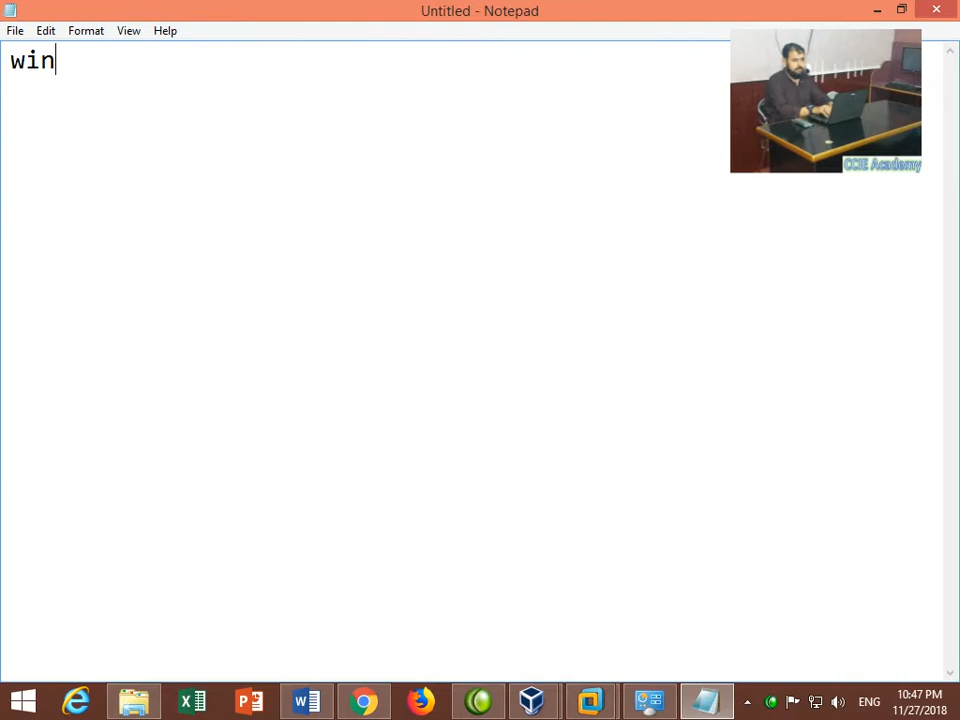 Untitled - Notepad
File Edit Format View Help
win
CCIE Academy
ENG
10:47 PM
11/27/2018